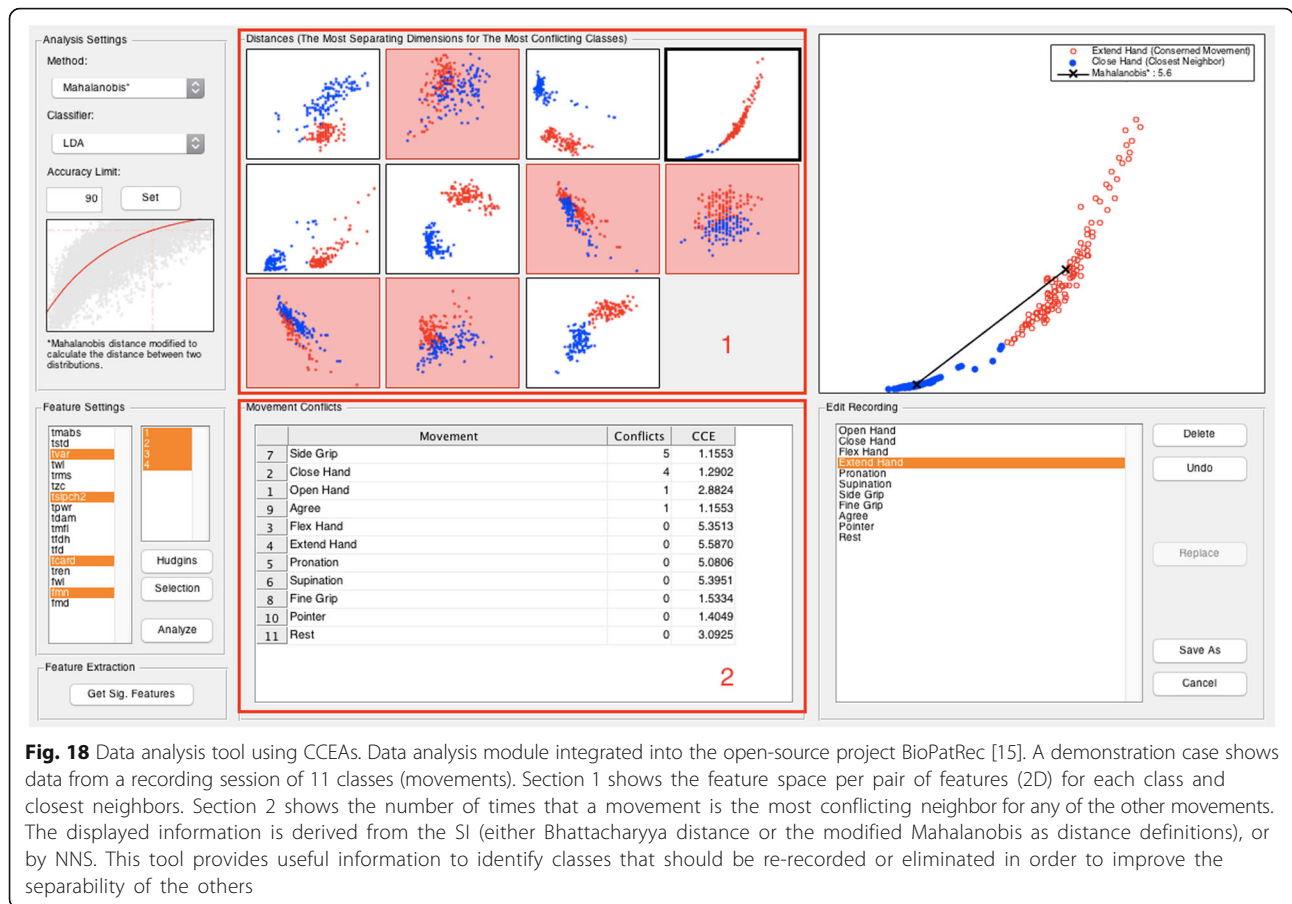 Analysis Settings
Method:
Mahalanobis*
Classifier:
LDA
Accuracy Limit:
90 Set
*Mahalanobis distance modified to
calculate the distance between two
distributions.
Distances (The Most Separating Dimensions for The Most Conflicting Classes)
1
Extend Hand (Conserned Movement)
Close Hand (Closest Neighbor)
Mahalanobis* : 5.6
Feature Settings
tmabs
tstd
tvar
twl
trms
tzc
tslpch2
tpwr
tdam
tmfl
tfdh
tfd
tcard
tren
fwl
fmn
fmd
1
2
3
4
Hudgins
Selection
Analyze
Feature Extraction
Get Sig. Features
Movement Conflicts
Movement Conflicts CCE
7 Side Grip 5 1.1553
2 Close Hand 4 1.2902
1 Open Hand 1 2.8824
9 Agree 1 1.1553
3 Flex Hand 0 5.3513
4 Extend Hand 0 5.5870
5 Pronation 0 5.0806
6 Supination 0 5.3951
8 Fine Grip 0 1.5334
10 Pointer 0 1.4049
11 Rest 0 3.0925
2
Edit Recording
Open Hand
Close Hand
Flex Hand
Extend Hand
Pronation
Supination
Side Grip
Fine Grip
Agree
Pointer
Rest
Delete
Undo
Replace
Save As
Cancel
Fig. 18 Data analysis tool using CCEAs. Data analysis module integrated into the open-source project BioPatRec [15]. A demonstration case shows
data from a recording session of 11 classes (movements). Section 1 shows the feature space per pair of features (2D) for each class and
closest neighbors. Section 2 shows the number of times that a movement is the most conflicting neighbor for any of the other movements.
The displayed information is derived from the SI (either Bhattacharyya distance or the modified Mahalanobis as distance definitions), or
by NNS. This tool provides useful information to identify classes that should be re-recorded or eliminated in order to improve the
separability of the others